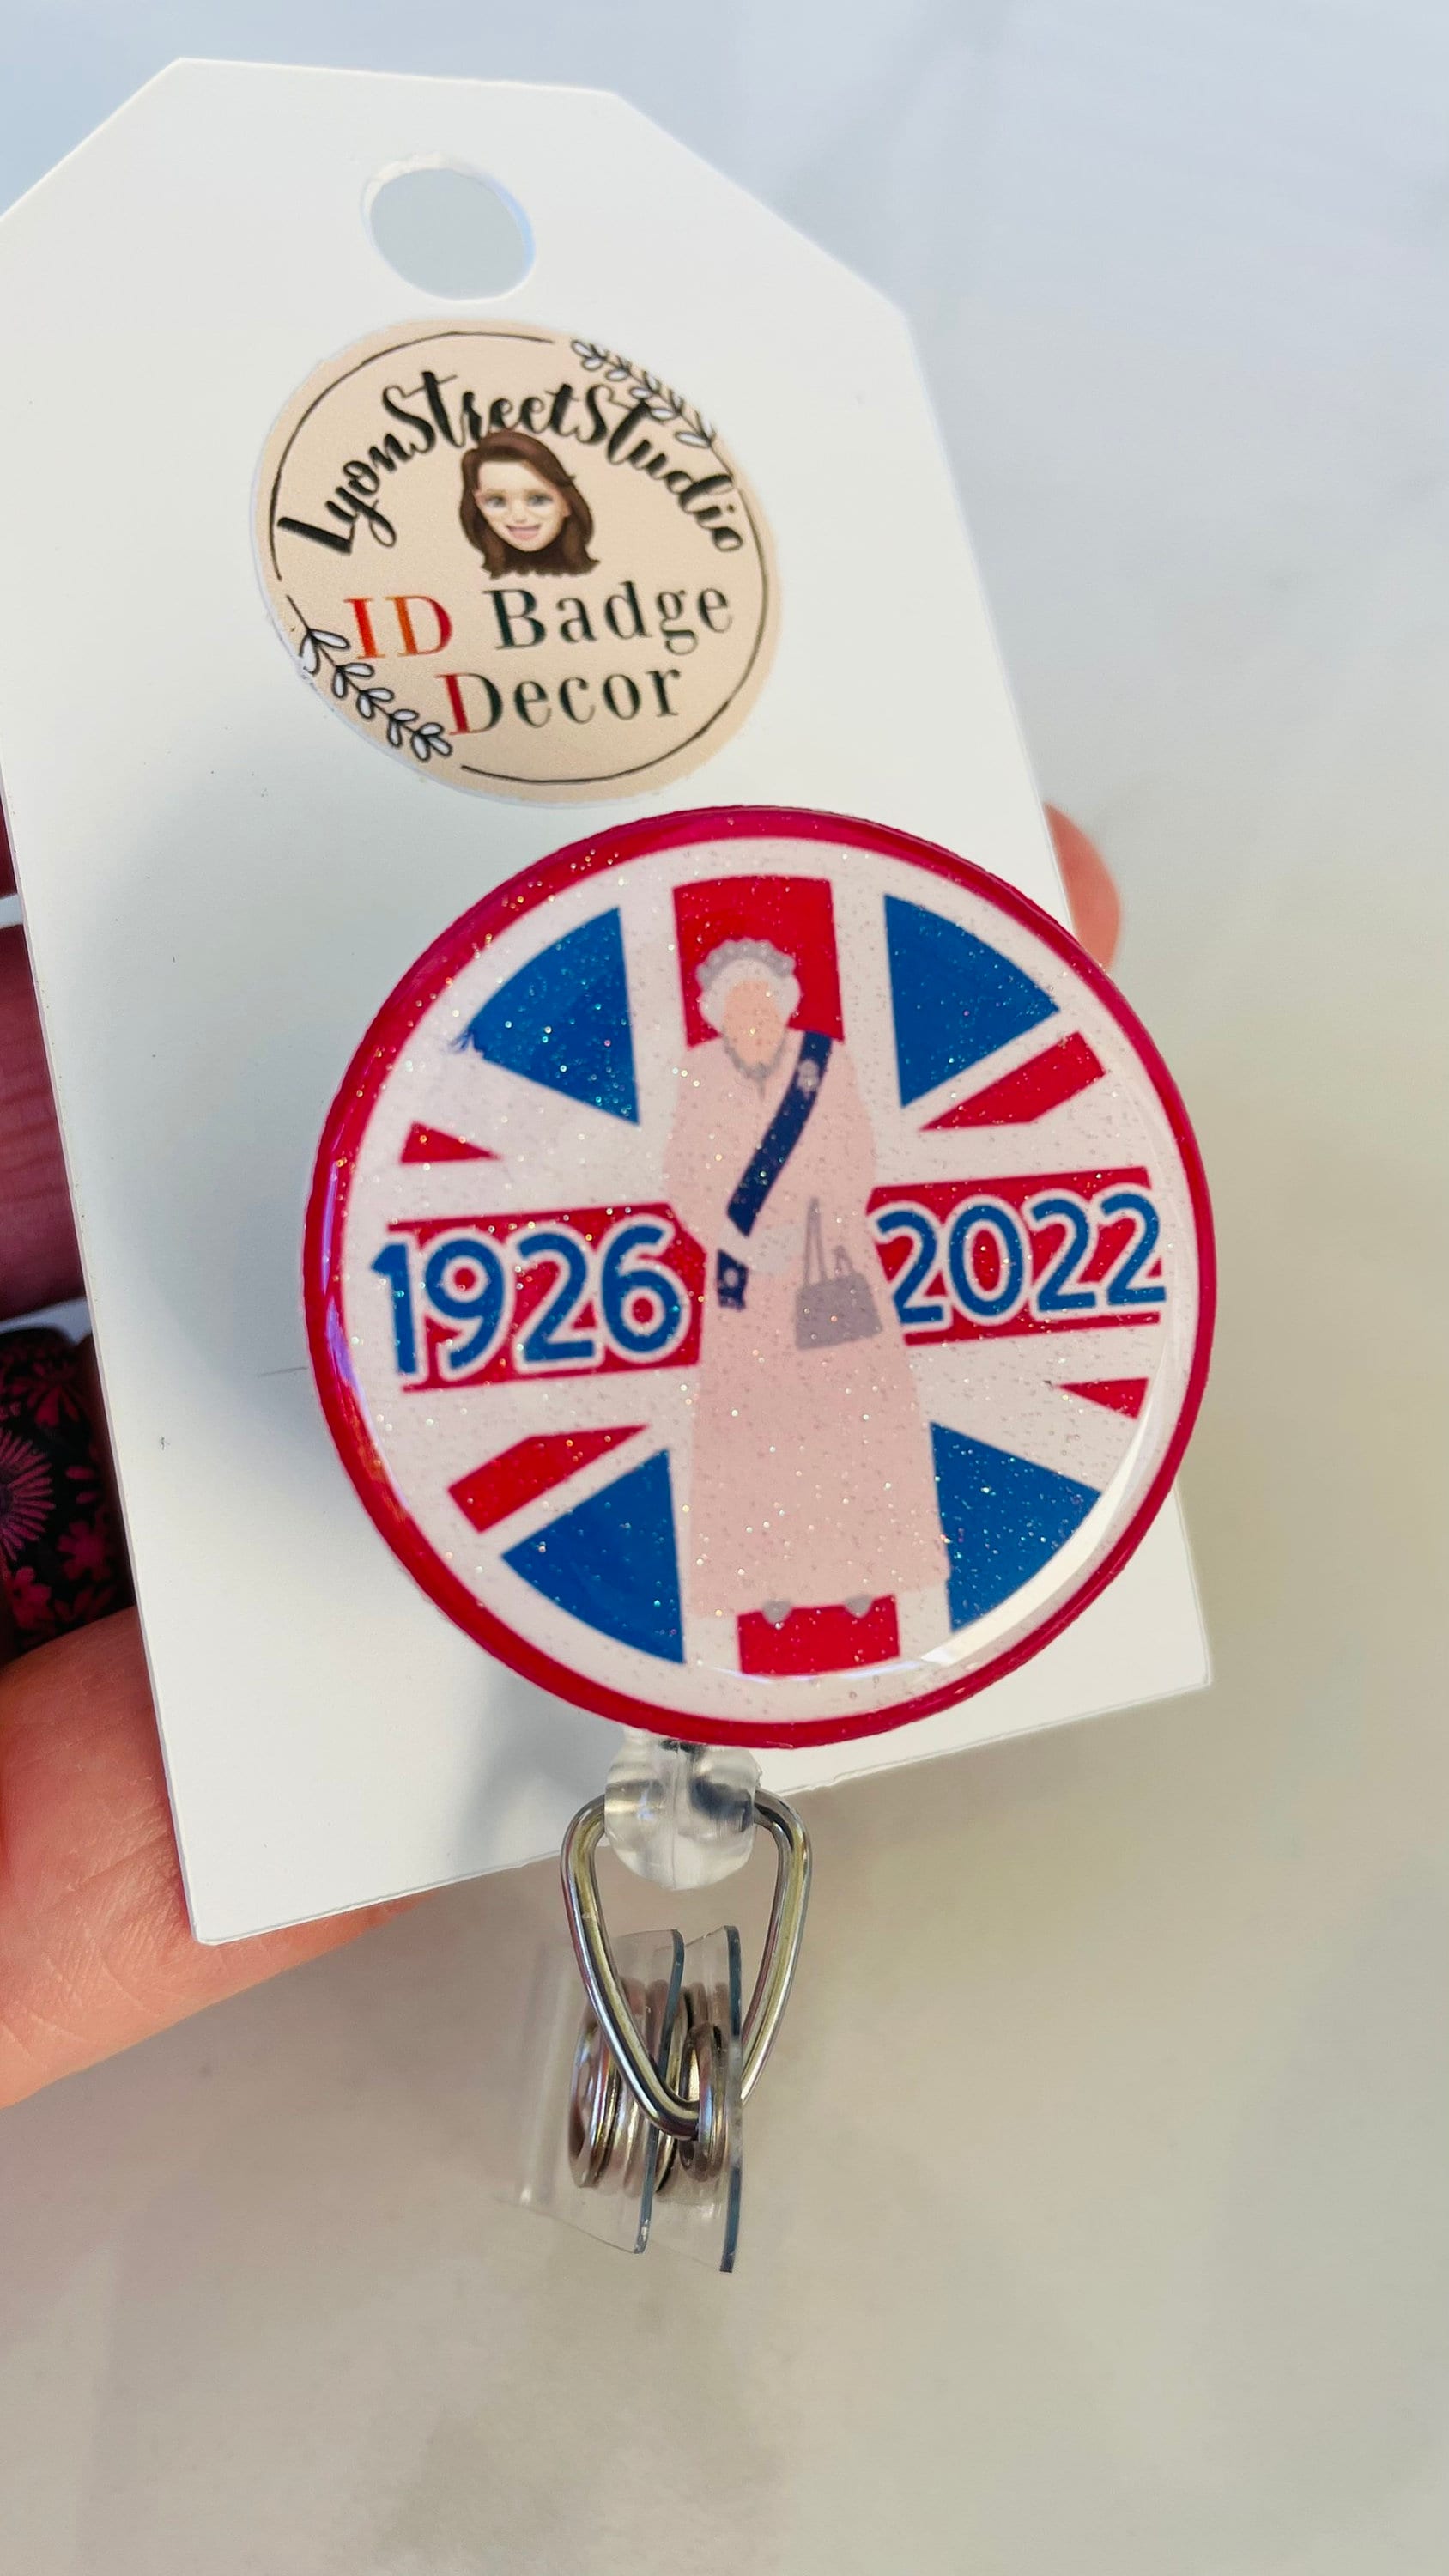 LyonStreetStudio
ID Badge
Decor
1926 2022